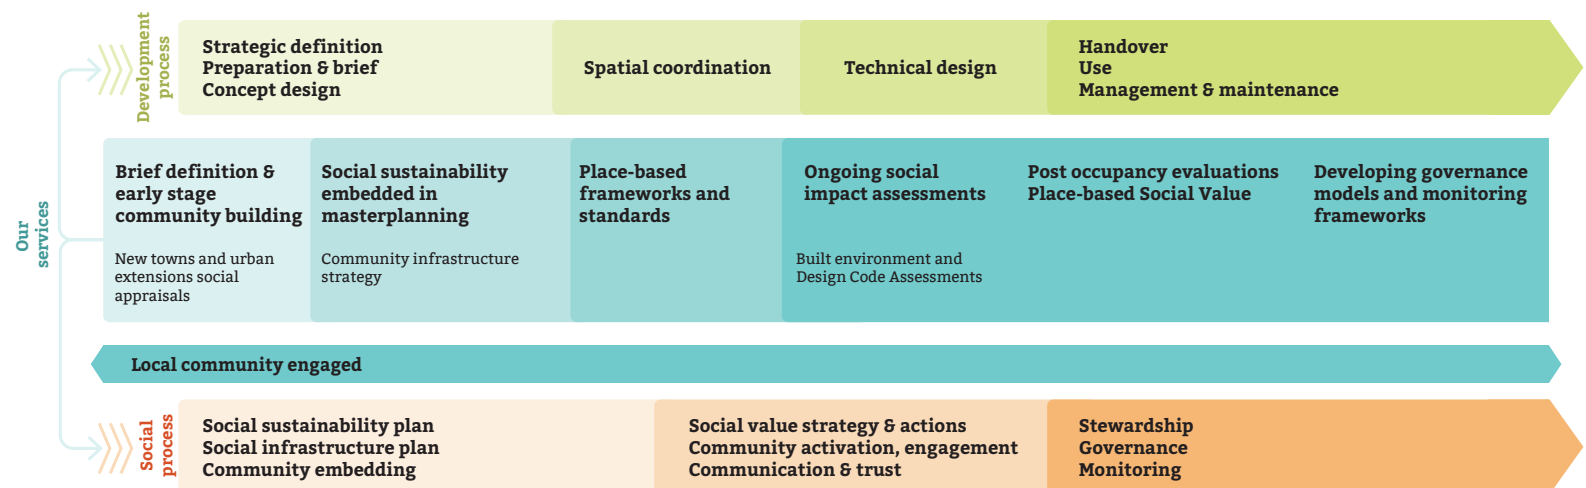 Development
process
Strategic definition
Preparation & brief
Concept design
Spatial coordination
Technical design
Handover
Use
Management & maintenance
Our
services
Brief definition &
early stage
community building
New towns and urban
extensions social
appraisals
Social sustainability
embedded in
masterplanning
Community infrastructure
strategy
Place-based
frameworks and
standards
Ongoing social
impact assessments
Built environment and
Design Code Assessments
Post occupancy evaluations
Place-based Social Value
Developing governance
models and monitoring
frameworks
Local community engaged
Social
process
Social sustainability plan
Social infrastructure plan
Community embedding
Social value strategy & actions
Community activation, engagement
Communication & trust
Stewardship
Governance
Monitoring